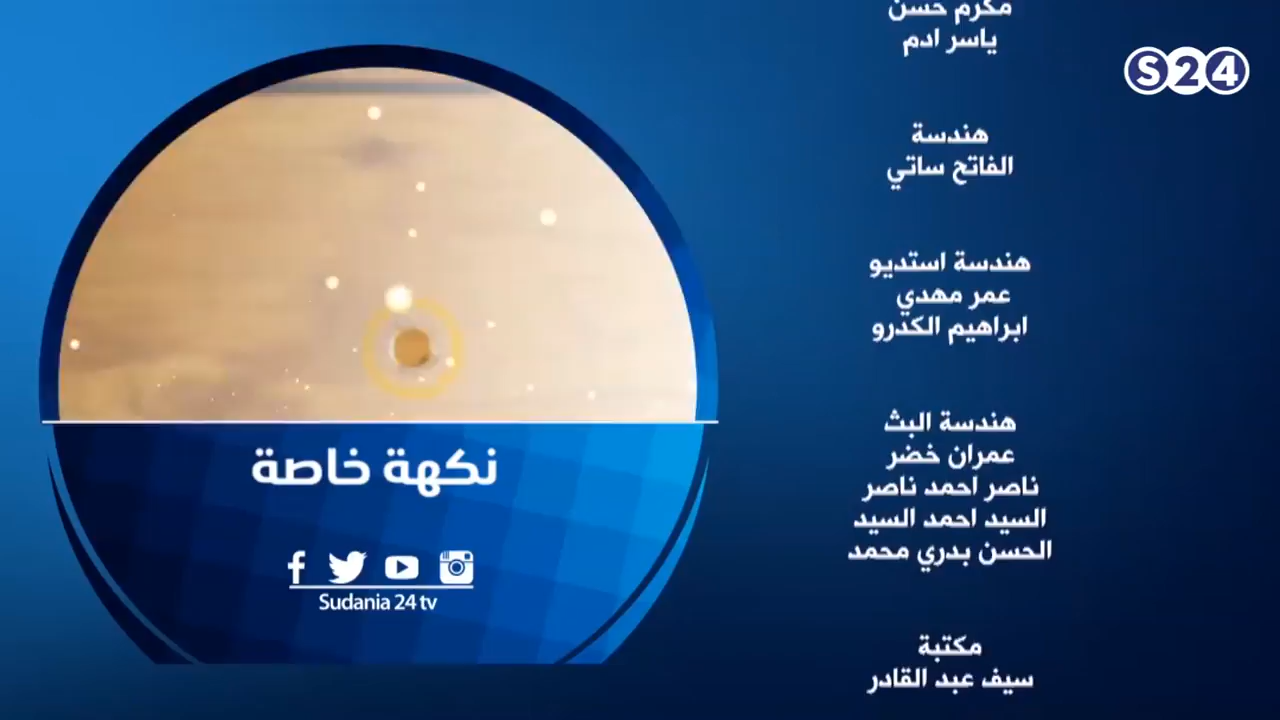 مكرم حسن
ياسر ادم
S24
هندسة
الفاتح ساتي
هندسة استديو
عمر مهدي
ابراهيم الكدرو
هندسة البث
عمران خضر
ناصر احمد ناصر
السيد احمد السيد
الحسن بدري محمد
مكتبة
سيف عبد القادر
نكهة خاصة
Sudania 24 tv